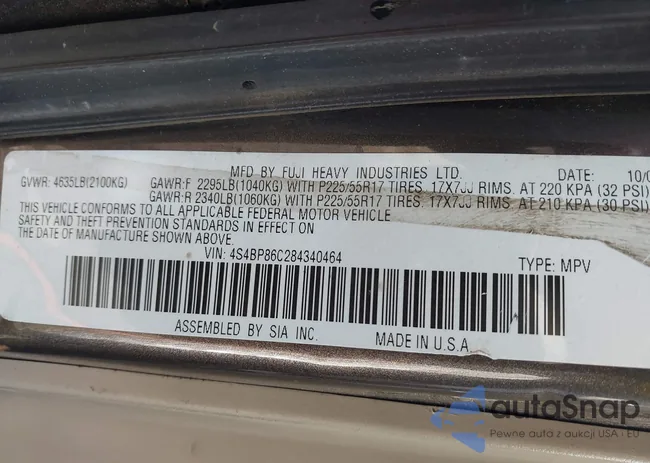 MFD BY FUJI HEAVY INDUSTRIES LTD. DATE: 10/0
GVWR: 4635LB(2100KG) GAWR:F 2295LB(1040KG) WITH P225/55R17 TIRES, 17X7JJ RIMS, AT 220 KPA (32 PSI)
GAWR:R 2340LB(1060KG) WITH P225/55R17 TIRES, 17X7JJ RIMS, AT 210 KPA (30 PSI)
THIS VEHICLE CONFORMS TO ALL APPLICABLE FEDERAL MOTOR VEHICLE
SAFETY AND THEFT PREVENTION STANDARDS IN EFFECT ON THE
DATE OF MANUFACTURE SHOWN ABOVE.
VIN: 4S4BP86C284340464 TYPE: MPV
ASSEMBLED BY SIA INC. MADE IN U.S.A.
autoSnap
Pewne auta z aukcji USA i EU